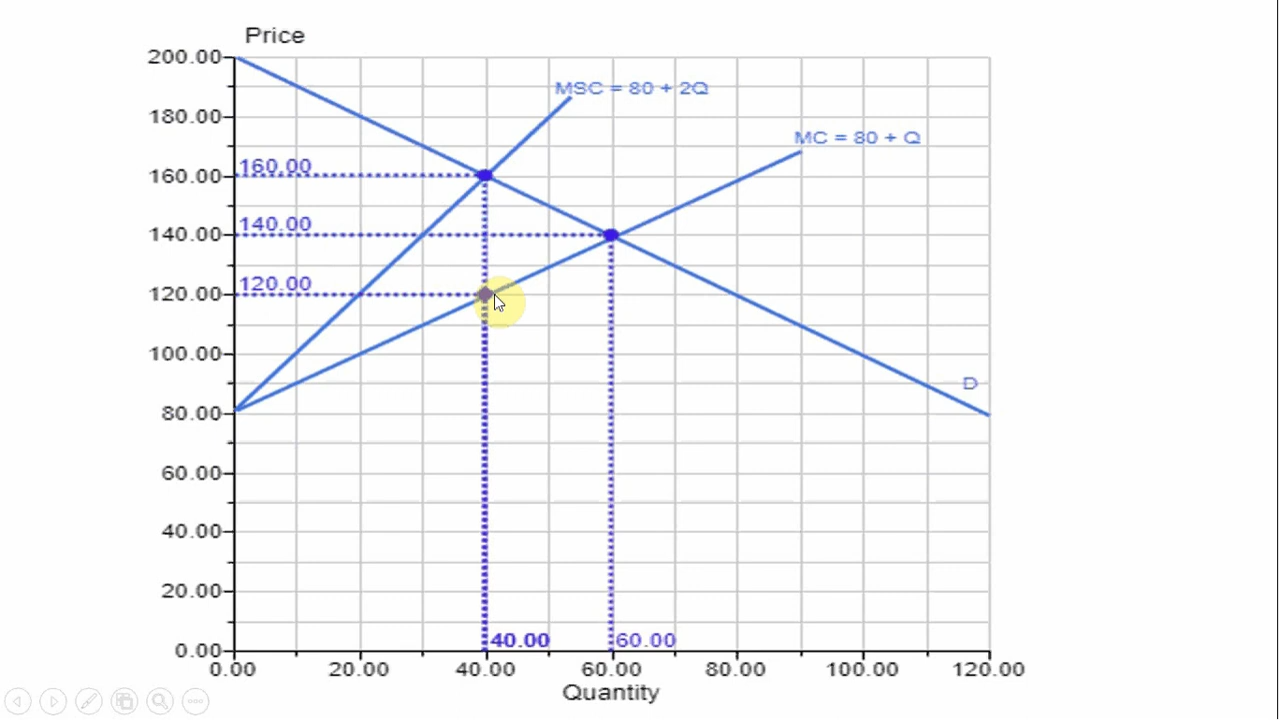 Price
200.00
MSC = 80 + 2Q
180.00
MC = 80 + Q
160.00
160.00
140.00
140.00
120.00
120.00
100.00
D
80.00
60.00
40.00
20.00
40.00 60.00
0.00
0.00 20.00 40.00 60.00 80.00 100.00 120.00
Quantity